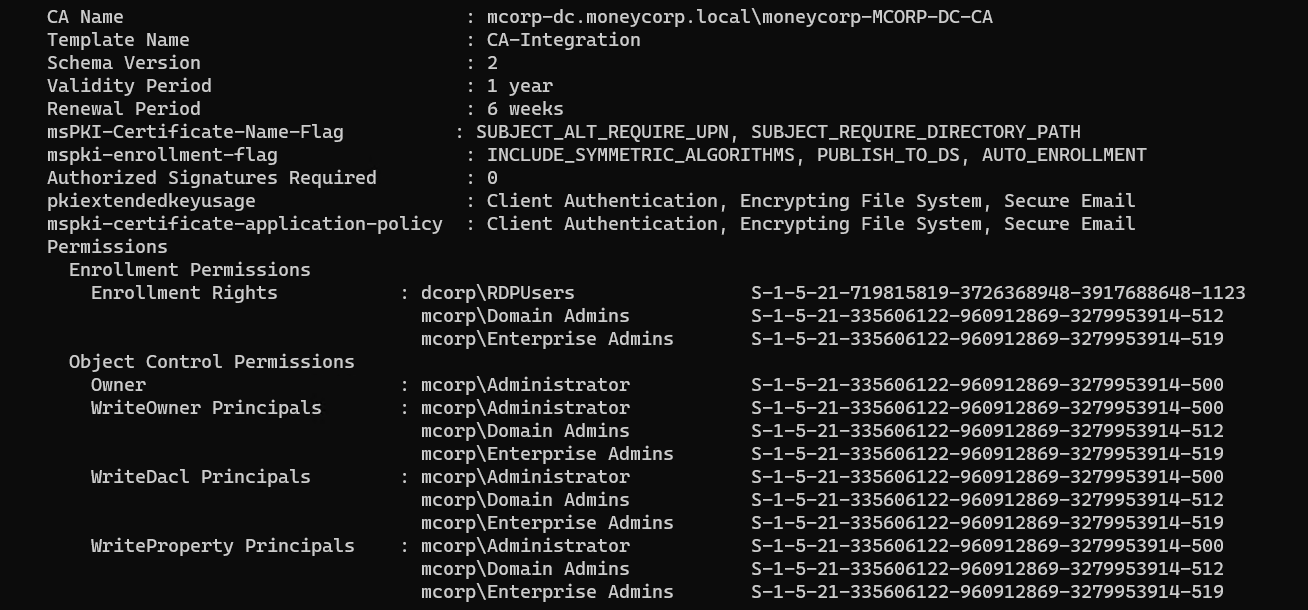 CA Name : mcorp-dc.moneycorp.local\moneycorp-MCORP-DC-CA
Template Name : CA-Integration
Schema Version : 2
Validity Period : 1 year
Renewal Period : 6 weeks
msPKI-Certificate-Name-Flag : SUBJECT_ALT_REQUIRE_UPN, SUBJECT_REQUIRE_DIRECTORY_PATH
mspki-enrollment-flag : INCLUDE_SYMMETRIC_ALGORITHMS, PUBLISH_TO_DS, AUTO_ENROLLMENT
Authorized Signatures Required : 0
pkiextendedkeyusage : Client Authentication, Encrypting File System, Secure Email
mspki-certificate-application-policy : Client Authentication, Encrypting File System, Secure Email
Permissions
Enrollment Permissions
Enrollment Rights : dcorp\RDPUsers S-1-5-21-719815819-3726368948-3917688648-1123
mcorp\Domain Admins S-1-5-21-335606122-960912869-3279953914-512
mcorp\Enterprise Admins S-1-5-21-335606122-960912869-3279953914-519
Object Control Permissions
Owner : mcorp\Administrator S-1-5-21-335606122-960912869-3279953914-500
WriteOwner Principals : mcorp\Administrator S-1-5-21-335606122-960912869-3279953914-500
mcorp\Domain Admins S-1-5-21-335606122-960912869-3279953914-512
mcorp\Enterprise Admins S-1-5-21-335606122-960912869-3279953914-519
WriteDacl Principals : mcorp\Administrator S-1-5-21-335606122-960912869-3279953914-500
mcorp\Domain Admins S-1-5-21-335606122-960912869-3279953914-512
mcorp\Enterprise Admins S-1-5-21-335606122-960912869-3279953914-519
WriteProperty Principals : mcorp\Administrator S-1-5-21-335606122-960912869-3279953914-500
mcorp\Domain Admins S-1-5-21-335606122-960912869-3279953914-512
mcorp\Enterprise Admins S-1-5-21-335606122-960912869-3279953914-519